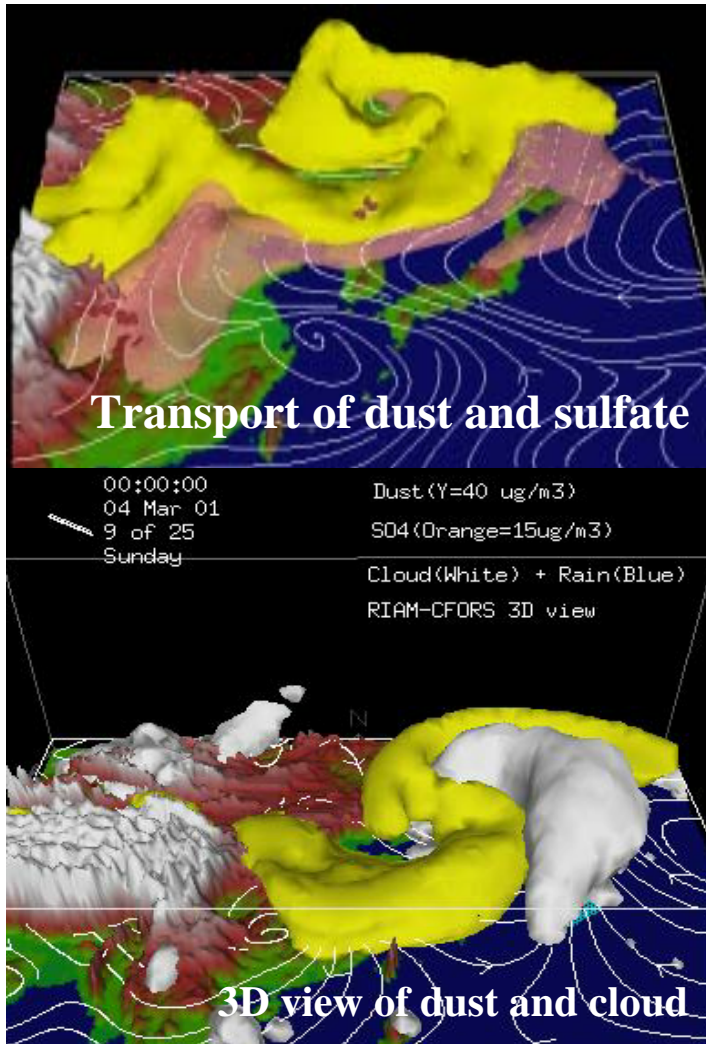 Transport of dust and sulfate
00:00:00
04 Mar 01
9 of 25
Sunday
Dust(Y=40 ug/m3)
SO4(Orange=15ug/m3)
Cloud(White) + Rain(Blue)
RIAM-CFORS 3D view
N
3D view of dust and cloud